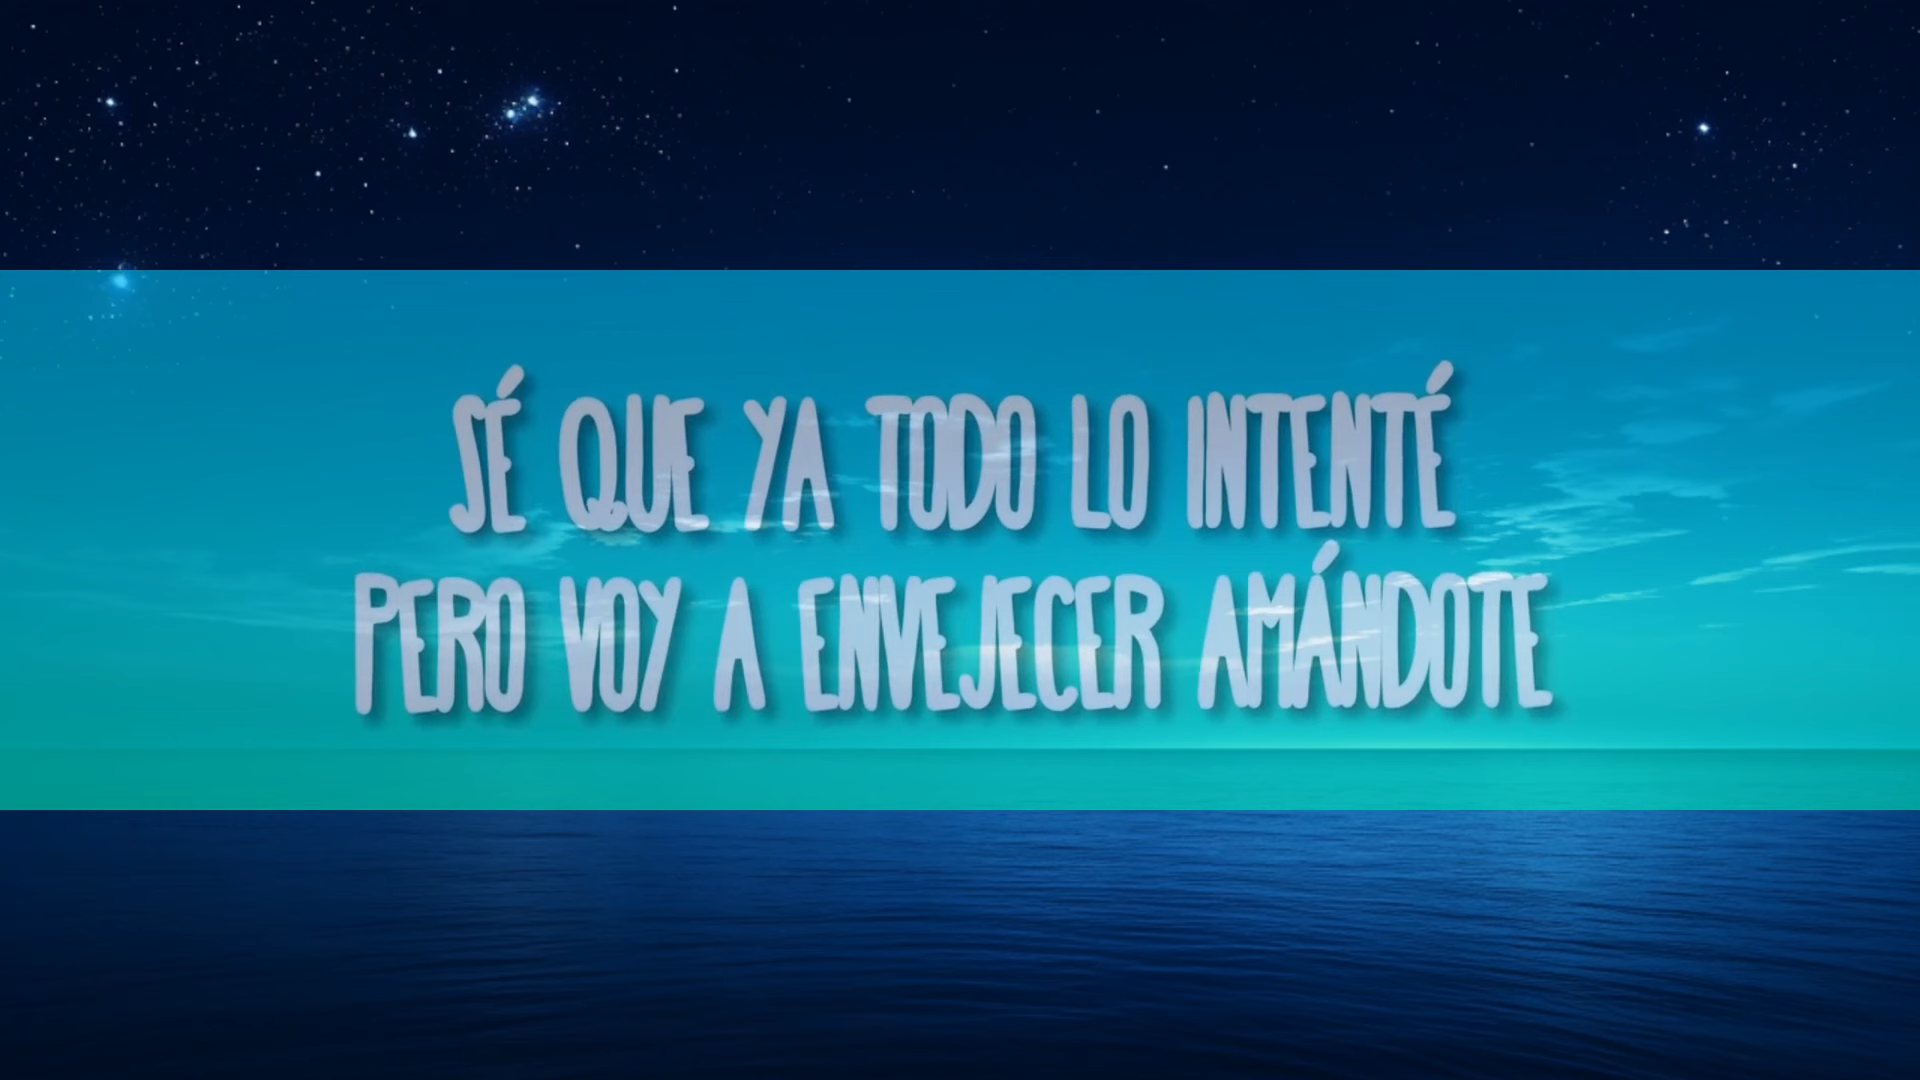 SÉ QUE YA TODO LO INTENTÉ
PERO VOY A ENVEJECER AMÁNDOTE